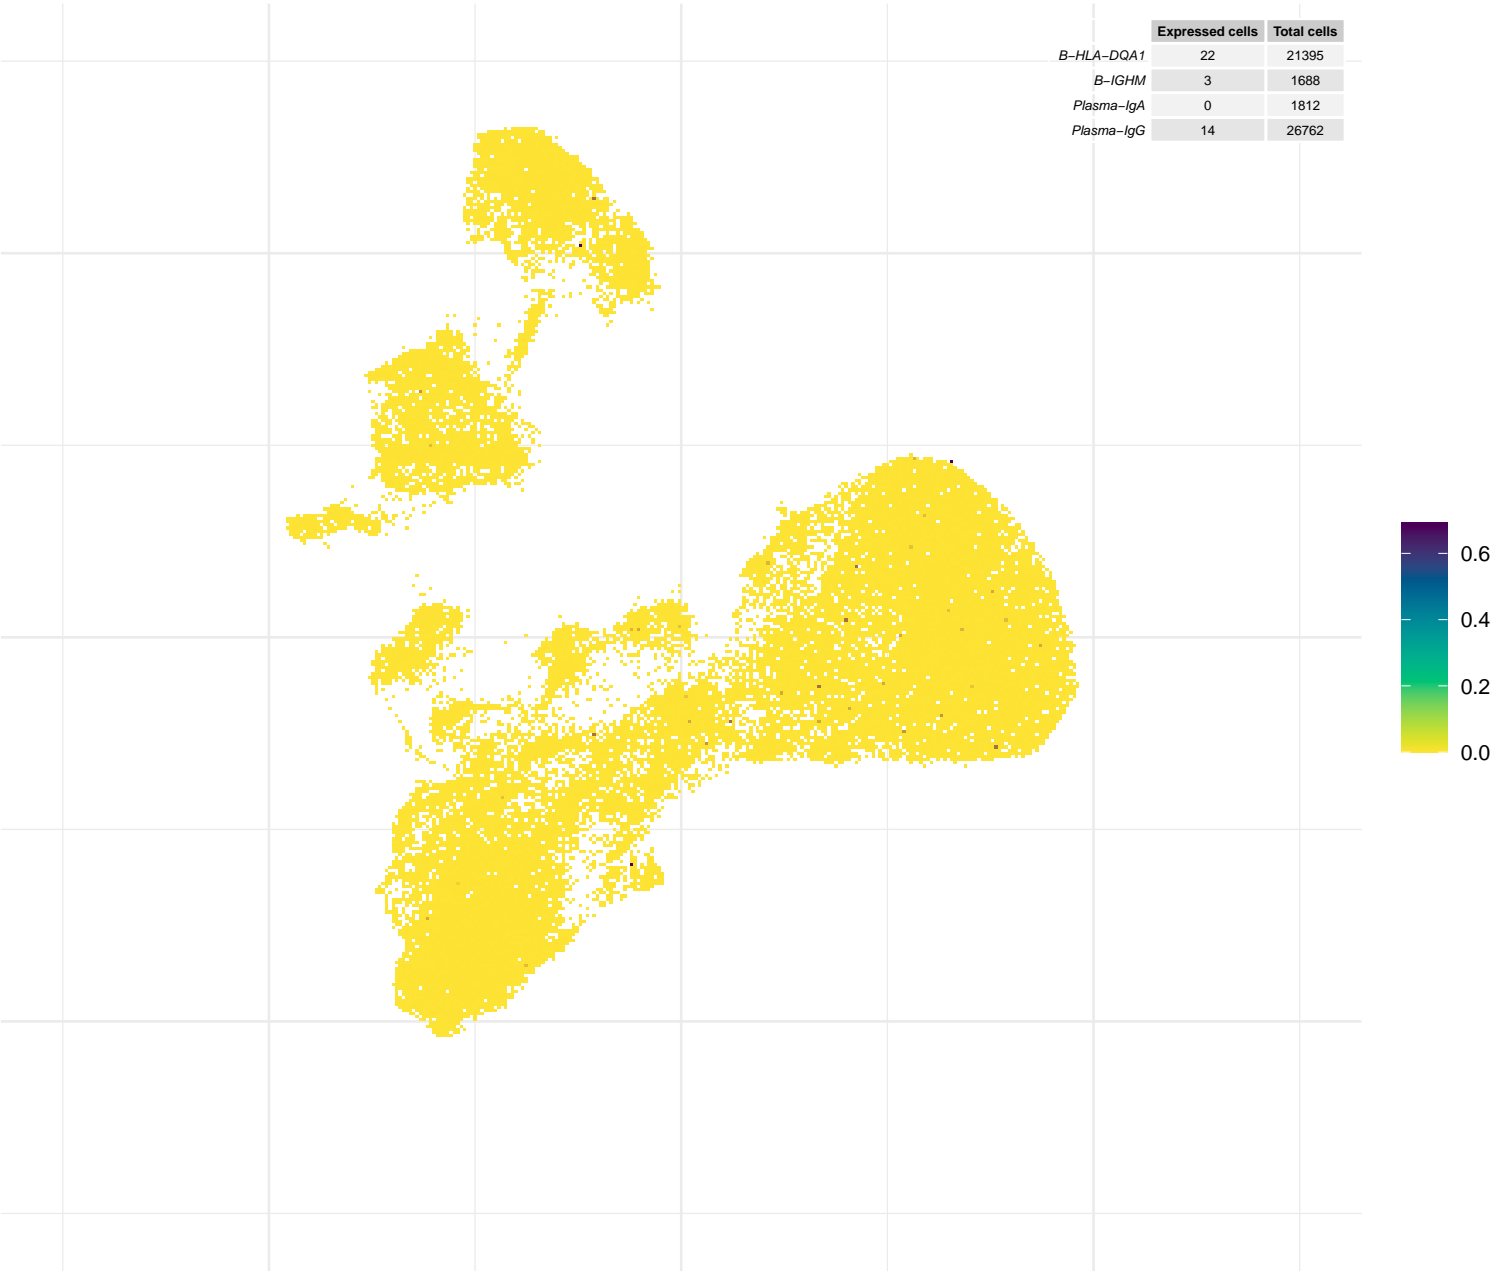 Expressed cells Total cells
B−HLA−DQA1 22 21395
B−IGHM 3 1688
Plasma−IgA 0 1812
Plasma−IgG 14 26762
0.6
0.4
0.2
0.0